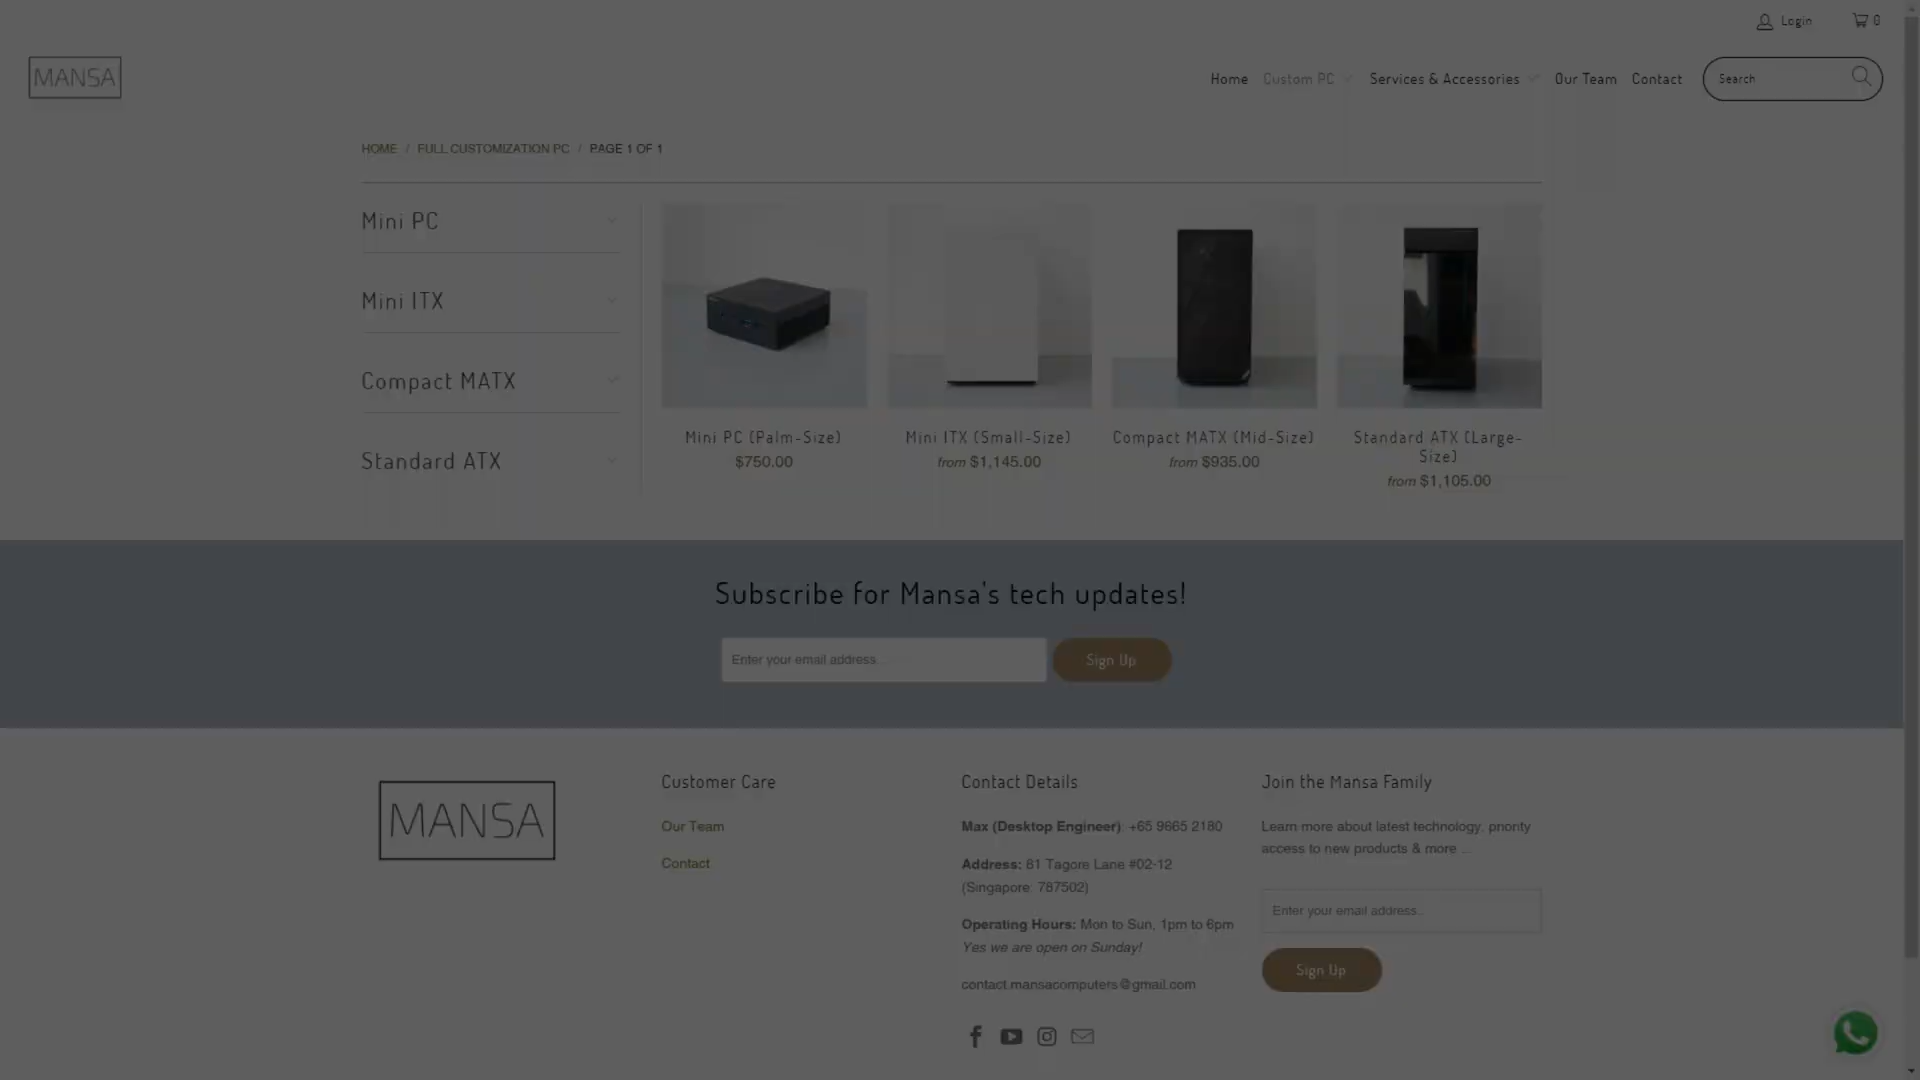 Login
0
MANSA
Home
Custom PC
Services & Accessories
Our Team
Contact
Search
HOME / FULL CUSTOMIZATION PC / PAGE 1 OF 1
Mini PC
Mini ITX
Compact MATX
Standard ATX
Mini PC (Palm-Size)
$750.00
Mini ITX (Small-Size)
from $1,145.00
Compact MATX (Mid-Size)
from $935.00
Standard ATX (Large-
Size)
from $1,105.00
Subscribe for Mansa's tech updates!
Enter your email address...
Sign Up
MANSA
Customer Care
Our Team
Contact
Contact Details
Max (Desktop Engineer): +65 9665 2180
Address: 81 Tagore Lane #02-12
(Singapore: 787502)
Operating Hours: Mon to Sun, 1pm to 6pm
Yes we are open on Sunday!
contact.mansacomputers@gmail.com
Join the Mansa Family
Learn more about latest technology, priority
access to new products & more ...
Enter your email address...
Sign Up